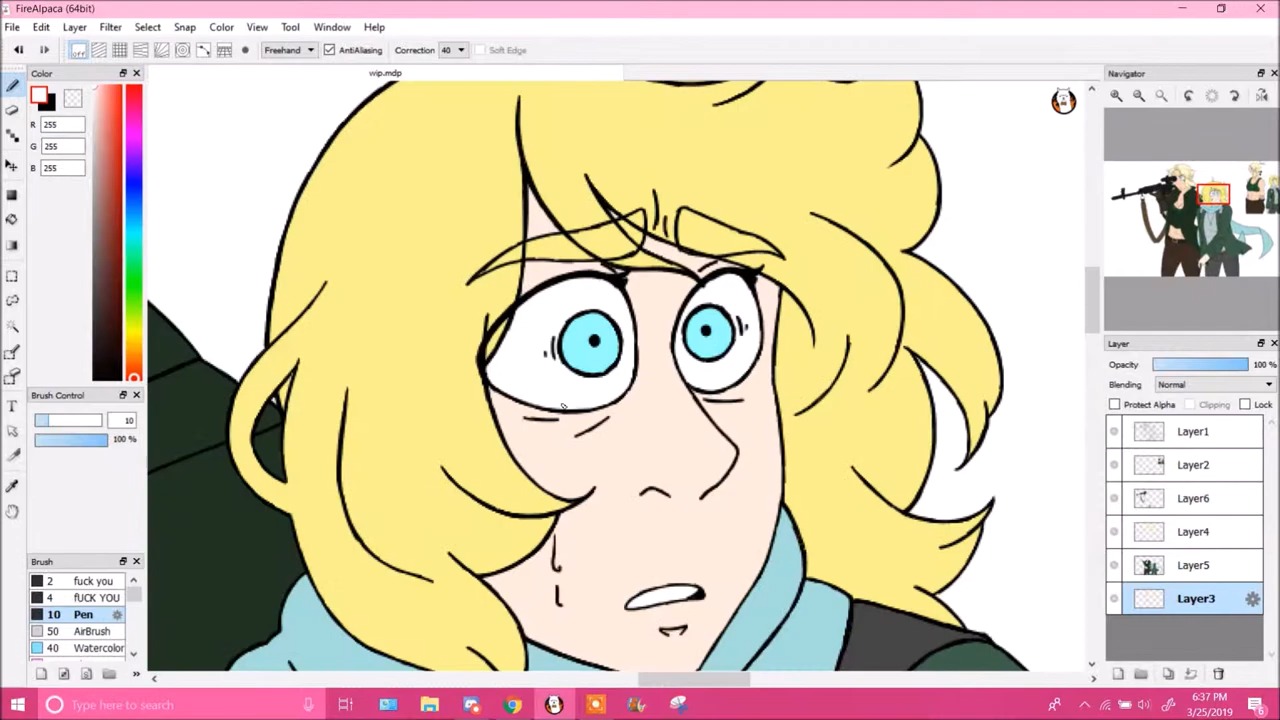 FireAlpaca (64bit)
File Edit Layer Filter Select Snap Color View Tool Window Help
off Freehand AntiAliasing Correction 40 Soft Edge
wip.mdp
Color
R 255
G 255
B 255
Brush Control
10
100 %
Brush
2 fuck you
4 fUCK YOU
10 Pen
50 AirBrush
40 Watercolor
Navigator
Layer
Opacity 100 %
Blending Normal
Protect Alpha Clipping Lock
Layer1
Layer2
Layer6
Layer4
Layer5
Layer3
Type here to search
6:37 PM
3/25/2019
6